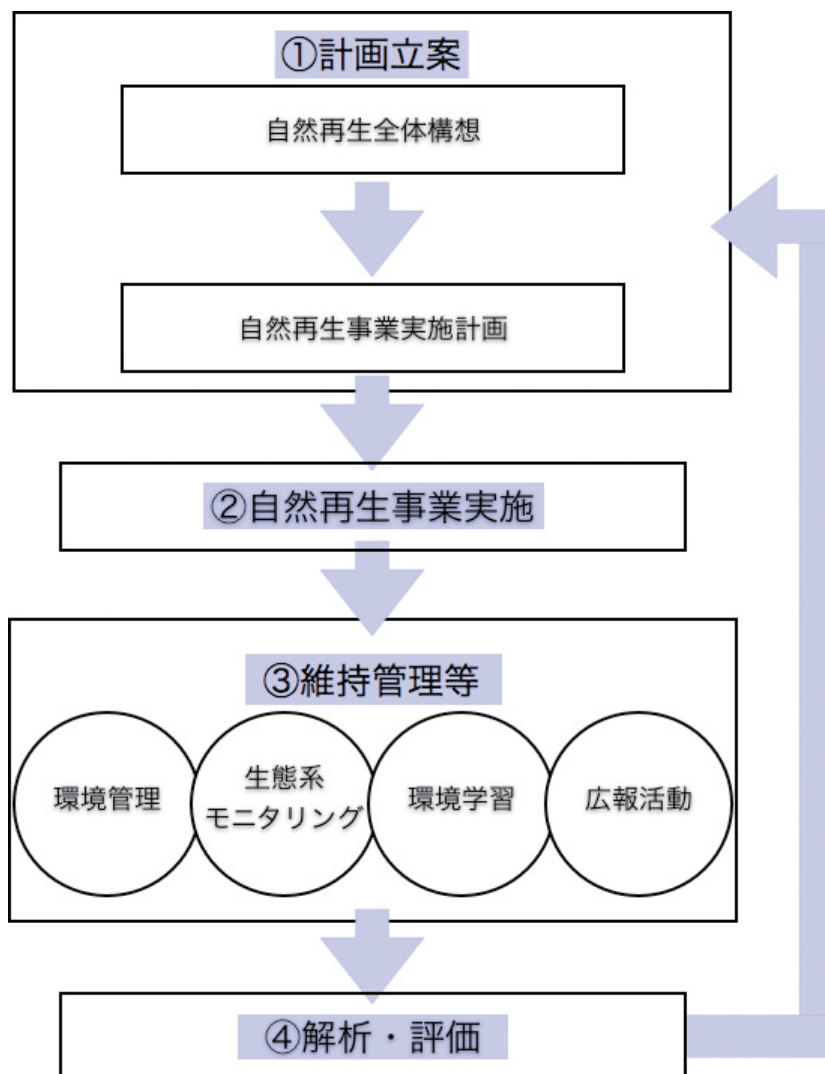 ①計画立案
自然再生全体構想
自然再生事業実施計画
②自然再生事業実施
③維持管理等
環境管理
生態系
モニタリング
環境学習
広報活動
④解析・評価